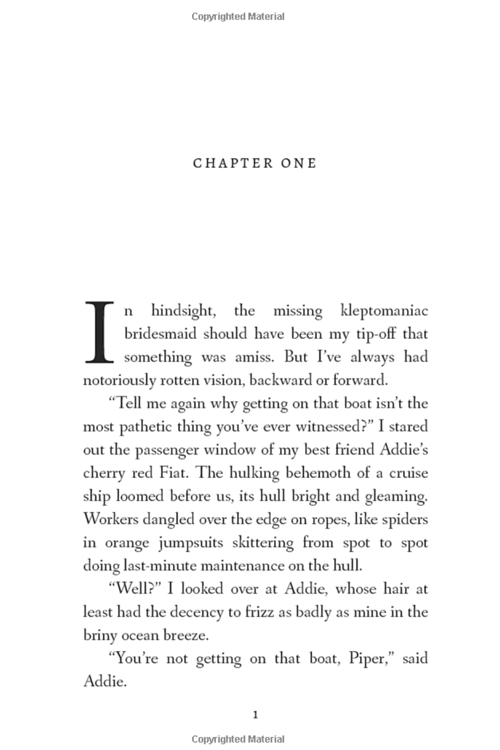 Copyrighted Material
CHAPTER ONE
In hindsight, the missing kleptomaniac
bridesmaid should have been my tip-off that
something was amiss. But I've always had
notoriously rotten vision, backward or forward.
"Tell me again why getting on that boat isn't the
most pathetic thing you've ever witnessed?" I stared
out the passenger window of my best friend Addie's
cherry red Fiat. The hulking behemoth of a cruise
ship loomed before us, its hull bright and gleaming.
Workers dangled over the edge on ropes, like spiders
in orange jumpsuits skittering from spot to spot
doing last-minute maintenance on the hull.
"Well?" I looked over at Addie, whose hair at
least had the decency to frizz as badly as mine in the
briny ocean breeze.
"You're not getting on that boat, Piper," said
Addie.
1
Copyrighted Material